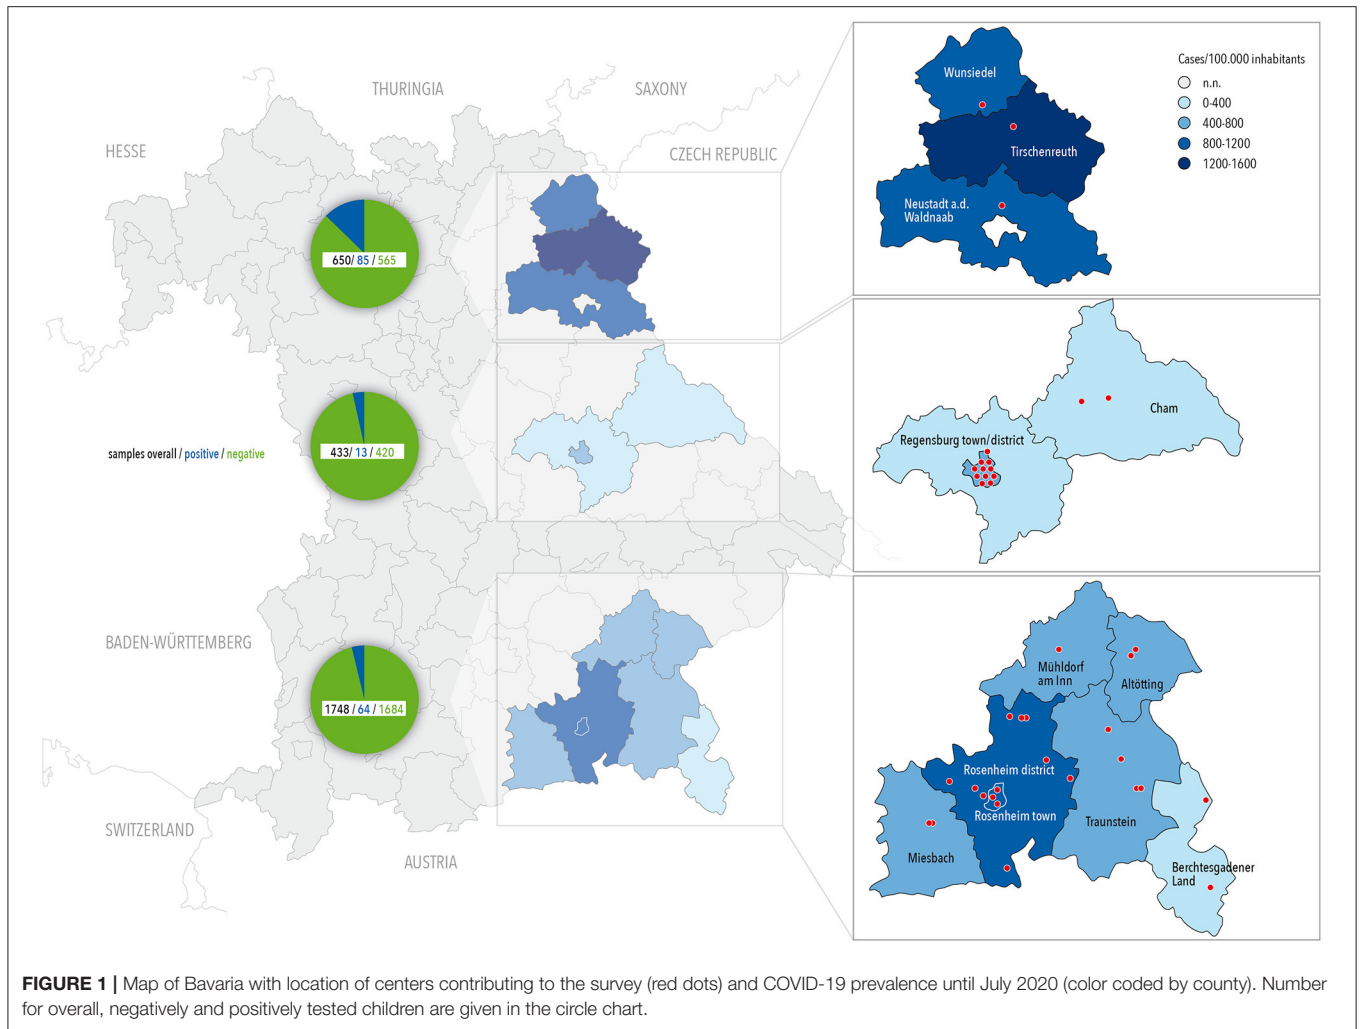 THURINGIA
SAXONY
HESSE
CZECH REPUBLIC
650/ 85 / 565
samples overall / positive / negative
433/ 13 / 420
BADEN-WÜRTTEMBERG
1748 / 64 / 1684
SWITZERLAND
AUSTRIA
Wunsiedel
Tirschenreuth
Neustadt a.d.
Waldnaab
Cases/100.000 inhabitants
n.n.
0-400
400-800
800-1200
1200-1600
Cham
Regensburg town/district
Mühldorf
am Inn
Altötting
Rosenheim district
Rosenheim town
Traunstein
Miesbach
Berchtesgadener
Land
FIGURE 1 | Map of Bavaria with location of centers contributing to the survey (red dots) and COVID-19 prevalence until July 2020 (color coded by county). Number
for overall, negatively and positively tested children are given in the circle chart.